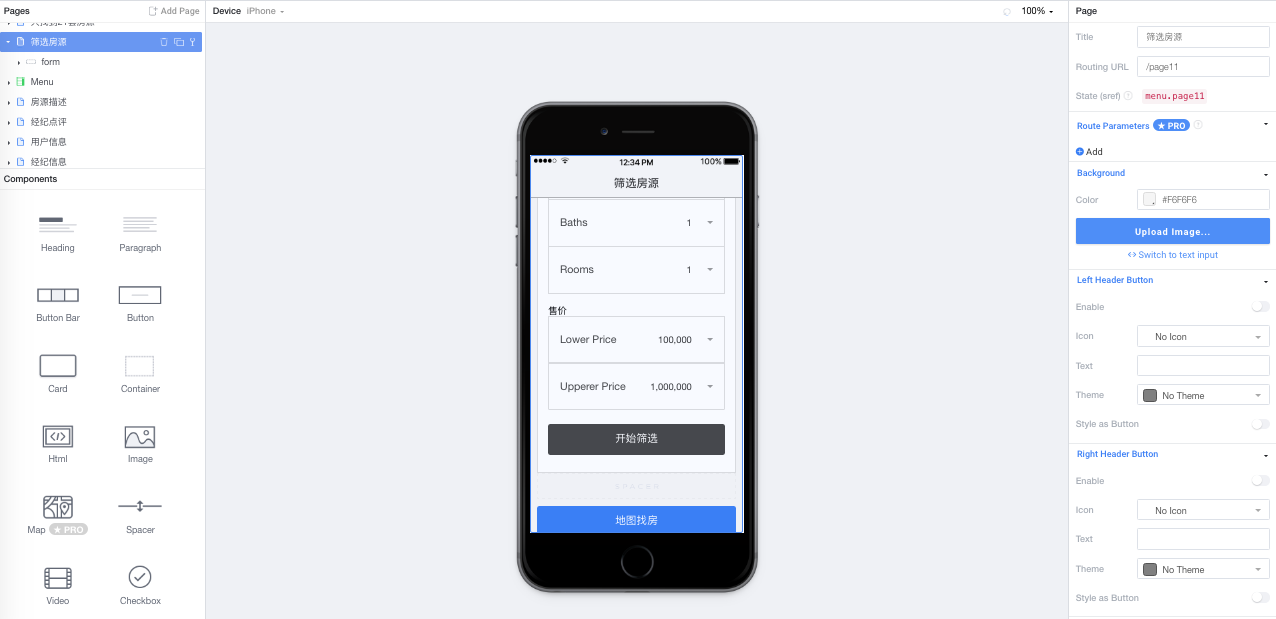 Pages
Add Page
筛选房源
form
Menu
房源描述
经纪点评
用户信息
经纪信息
Components
Heading
Paragraph
Button Bar
Button
Card
Container
Html
Image
Map ★ PRO
Spacer
Video
Checkbox
Device iPhone
100%
12:34 PM
100%
筛选房源
Baths 1
Rooms 1
售价
Lower Price 100,000
Upperer Price 1,000,000
开始筛选
SPACER
地图找房
Page
Title 筛选房源
Routing URL /page11
State (sref) ? menu.page11
Route Parameters ★ PRO ?
Add
Background
Color #F6F6F6
Upload Image...
<> Switch to text input
Left Header Button
Enable
Icon No Icon
Text
Theme No Theme
Style as Button
Right Header Button
Enable
Icon No Icon
Text
Theme No Theme
Style as Button